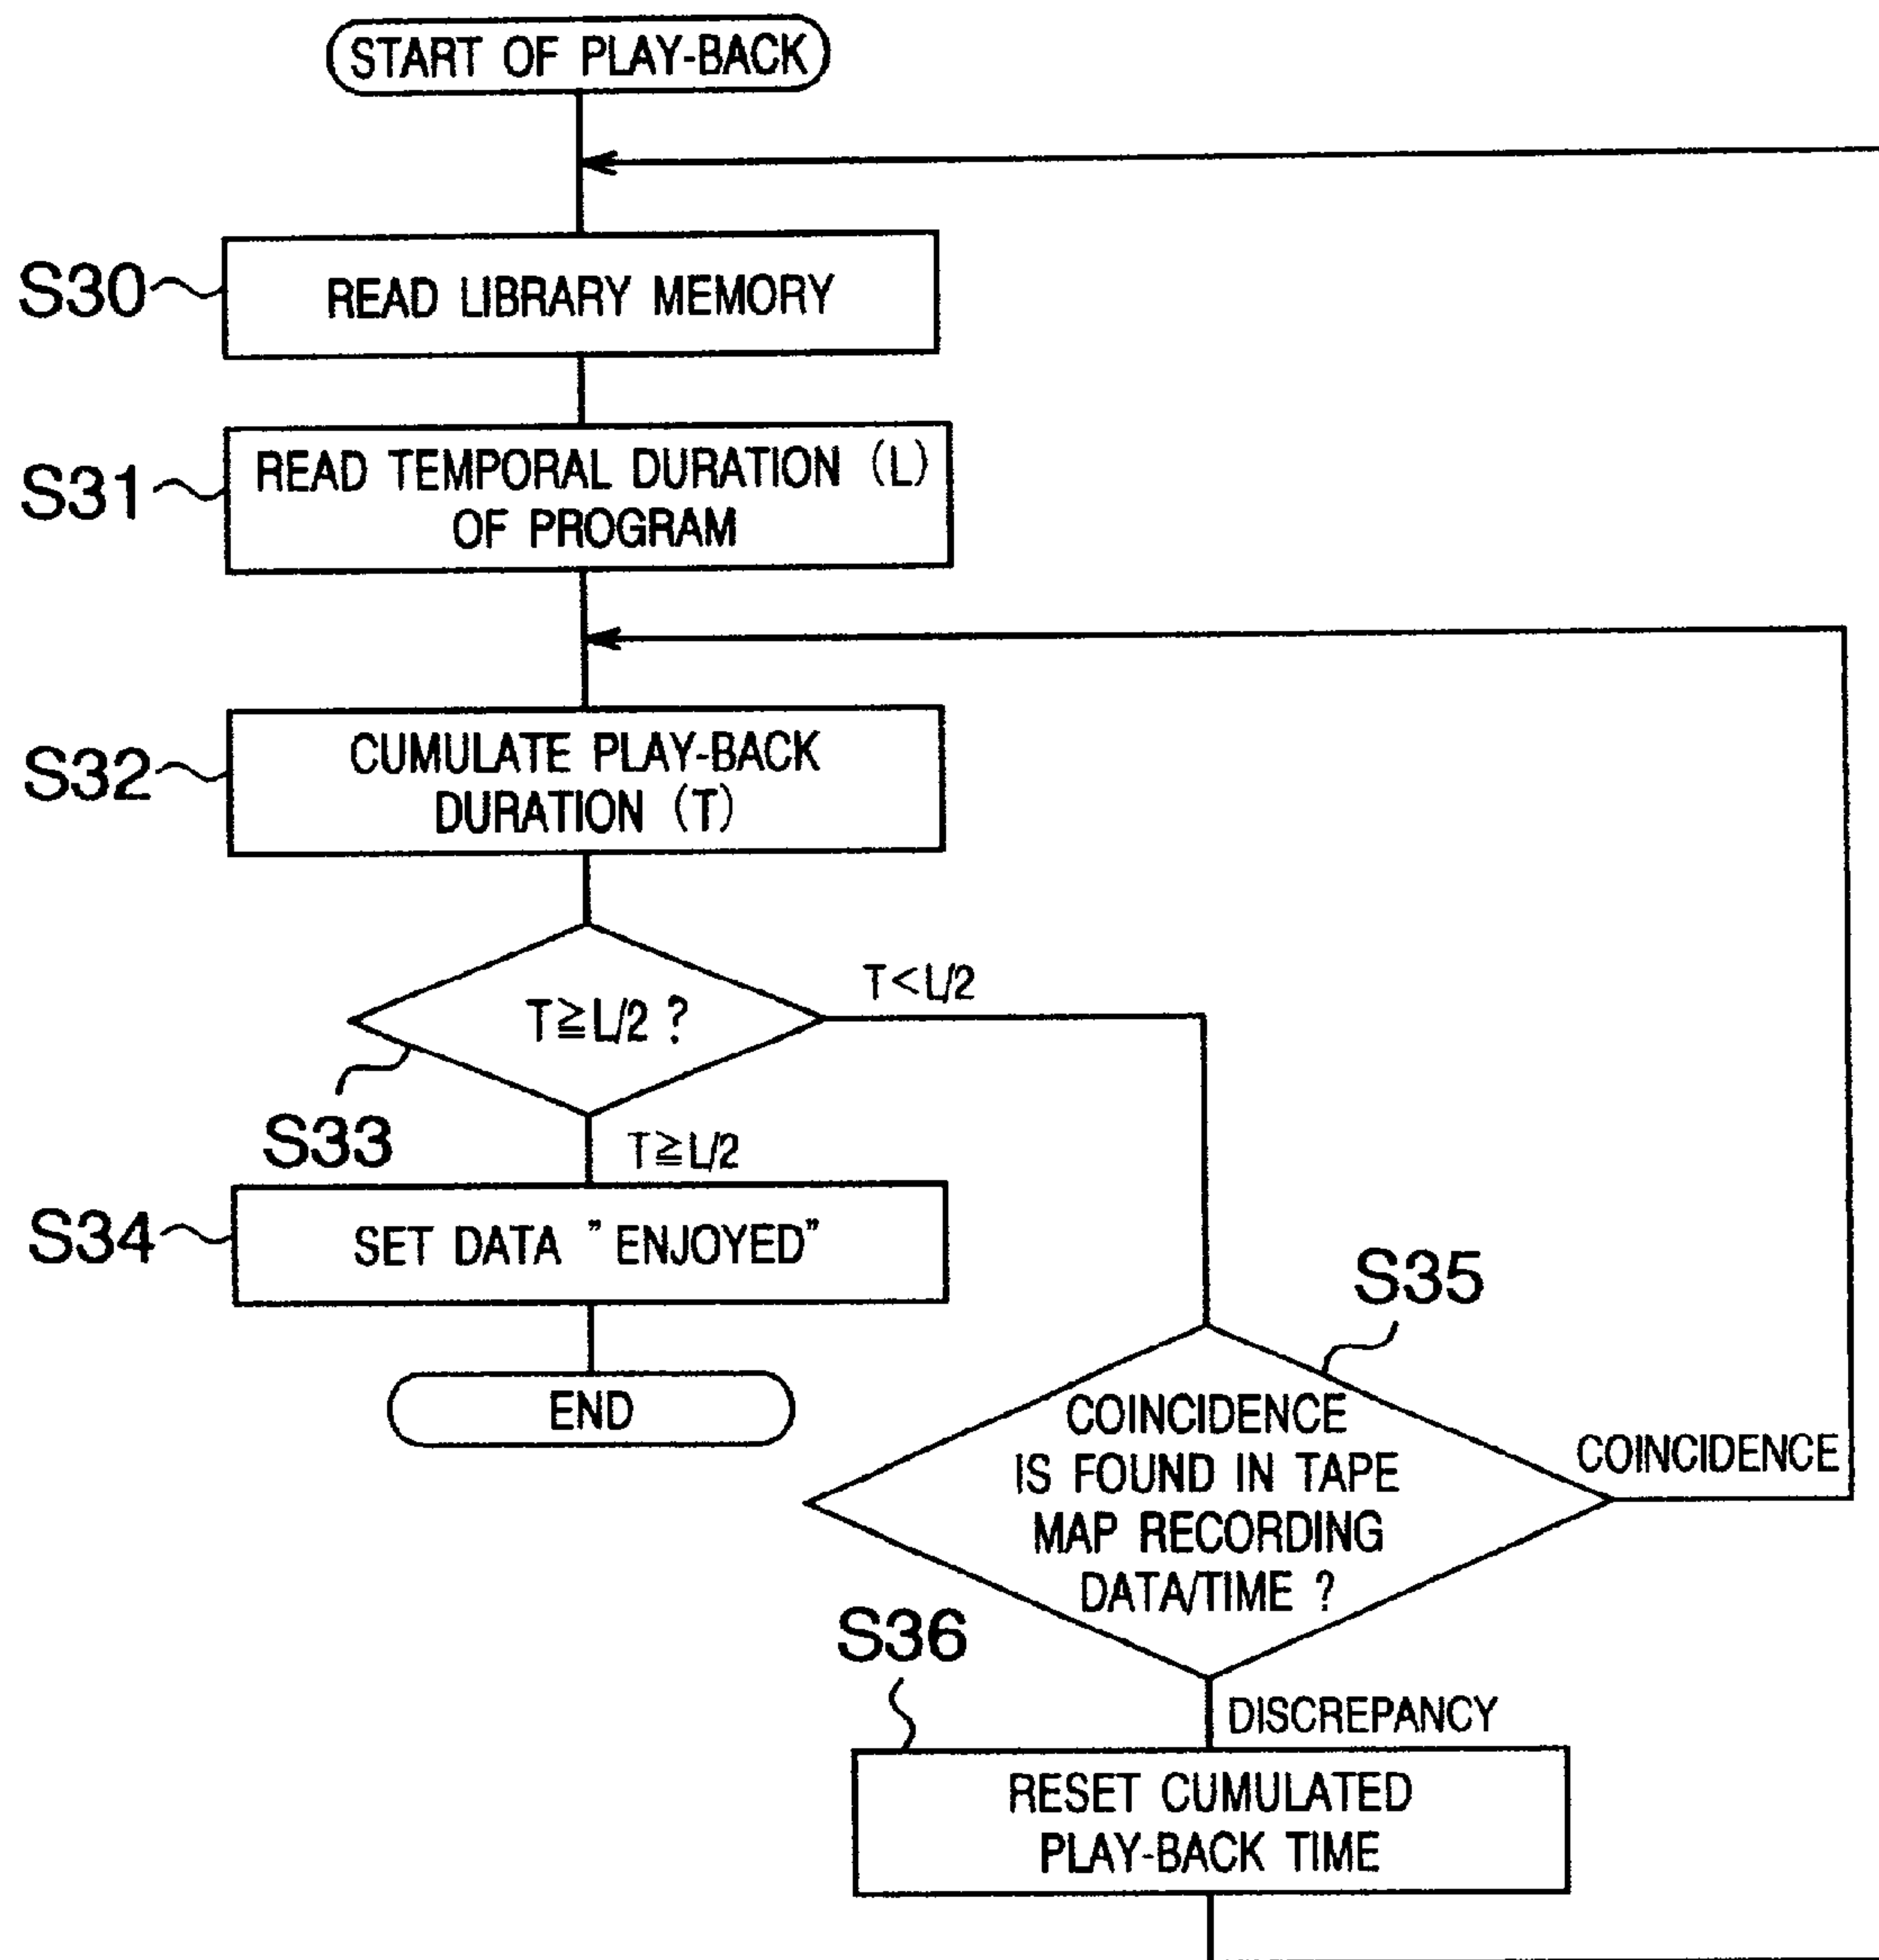 START OF PLAY-BACK
S30
READ LIBRARY MEMORY
S31
READ TEMPORAL DURATION (L)
OF PROGRAM
S32
CUMULATE PLAY-BACK
DURATION (T)
T<L/2
T≧L/2 ?
S33
T≧L/2
S34
SET DATA "ENJOYED"
END
S35
COINCIDENCE
IS FOUND IN TAPE
MAP RECORDING
DATA/TIME ?
COINCIDENCE
S36
DISCREPANCY
RESET CUMULATED
PLAY-BACK TIME